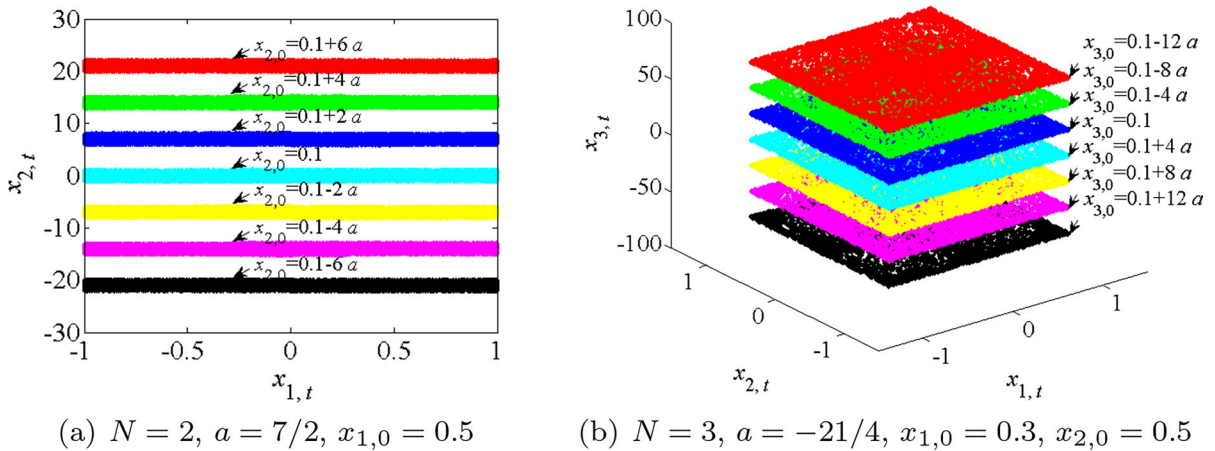 30
20
10
0
-10
-20
-30
x2,t
x2,0=0.1+6 a
x2,0=0.1+4 a
x2,0=0.1+2 a
x2,0=0.1
x2,0=0.1-2 a
x2,0=0.1-4 a
x2,0=0.1-6 a
-1 -0.5 0 0.5 1
x1,t
(a) N = 2, a = 7/2, x1,0 = 0.5
100
50
0
-50
-100
x3,t
x3,0=0.1-12 a
x3,0=0.1-8 a
x3,0=0.1-4 a
x3,0=0.1
x3,0=0.1+4 a
x3,0=0.1+8 a
x3,0=0.1+12 a
1 0 -1
x2,t
-1 0 1
x1,t
(b) N = 3, a = −21/4, x1,0 = 0.3, x2,0 = 0.5